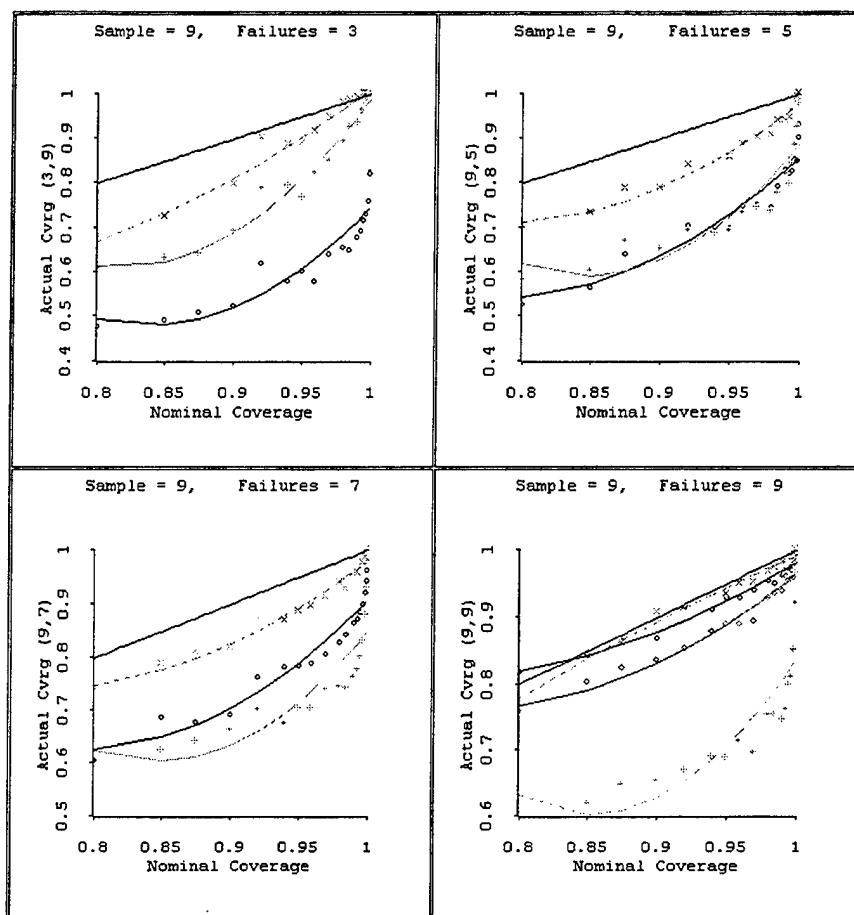 Sample = 9, Failures = 3
Actual Cvrg (3,9)
1
0.9
0.8
0.7
0.6
0.5
0.4
0.8 0.85 0.9 0.95 1
Nominal Coverage
Sample = 9, Failures = 5
Actual Cvrg (9,5)
1
0.9
0.8
0.7
0.6
0.5
0.4
0.8 0.85 0.9 0.95 1
Nominal Coverage
Sample = 9, Failures = 7
Actual Cvrg (9,7)
1
0.9
0.8
0.7
0.6
0.5
0.8 0.85 0.9 0.95 1
Nominal Coverage
Sample = 9, Failures = 9
Actual Cvrg (9,9)
1
0.9
0.8
0.7
0.6
0.8 0.85 0.9 0.95 1
Nominal Coverage